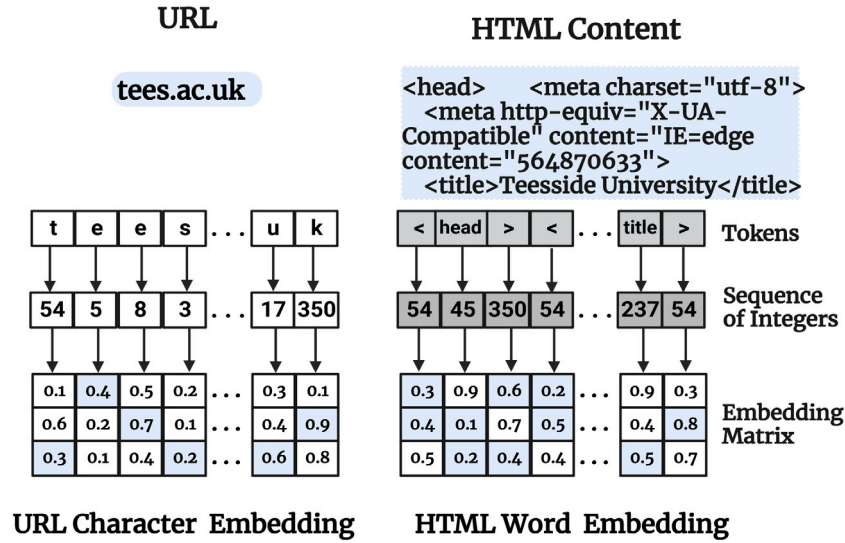 URL
HTML Content
tees.ac.uk
<head> <meta charset="utf-8">
<meta http-equiv="X-UA-
Compatible" content="IE=edge
content="564870633">
<title>Teesside University</title>
t e e s ... u k
< head > < ... title >
Tokens
54 5 8 3 ... 17 350
54 45 350 54 ... 237 54
Sequence
of Integers
0.1 0.4 0.5 0.2 ... 0.3 0.1
0.6 0.2 0.7 0.1 ... 0.4 0.9
0.3 0.1 0.4 0.2 ... 0.6 0.8
0.3 0.9 0.6 0.2 ... 0.9 0.3
0.4 0.1 0.7 0.5 ... 0.4 0.8
0.5 0.2 0.4 0.4 ... 0.5 0.7
Embedding
Matrix
URL Character Embedding
HTML Word Embedding